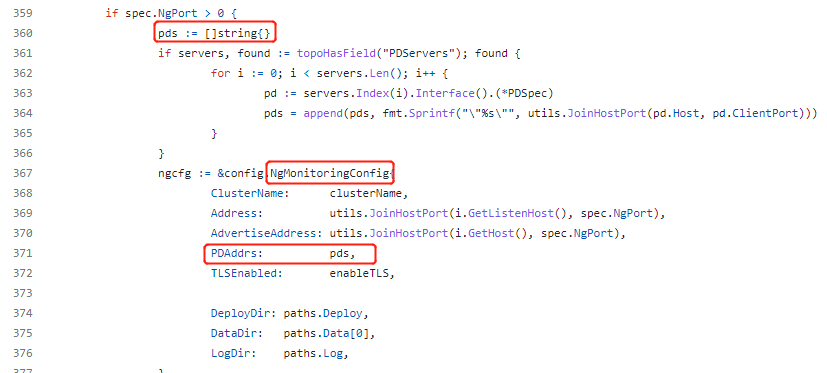 359 if spec.NgPort > 0 {
360 pds := []string{}
361 if servers, found := topoHasField("PDServers"); found {
362 for i := 0; i < servers.Len(); i++ {
363 pd := servers.Index(i).Interface().(*PDSpec)
364 pds = append(pds, fmt.Sprintf("\"%s\"", utils.JoinHostPort(pd.Host, pd.ClientPort)))
365 }
366 }
367 ngcfg := &config.NgMonitoringConfig{
368 ClusterName: clusterName,
369 Address: utils.JoinHostPort(i.GetListenHost(), spec.NgPort),
370 AdvertiseAddress: utils.JoinHostPort(i.GetHost(), spec.NgPort),
371 PDAddrs: pds,
372 TLSEnabled: enableTLS,
373
374 DeployDir: paths.Deploy,
375 DataDir: paths.Data[0],
376 LogDir: paths.Log,
377 }